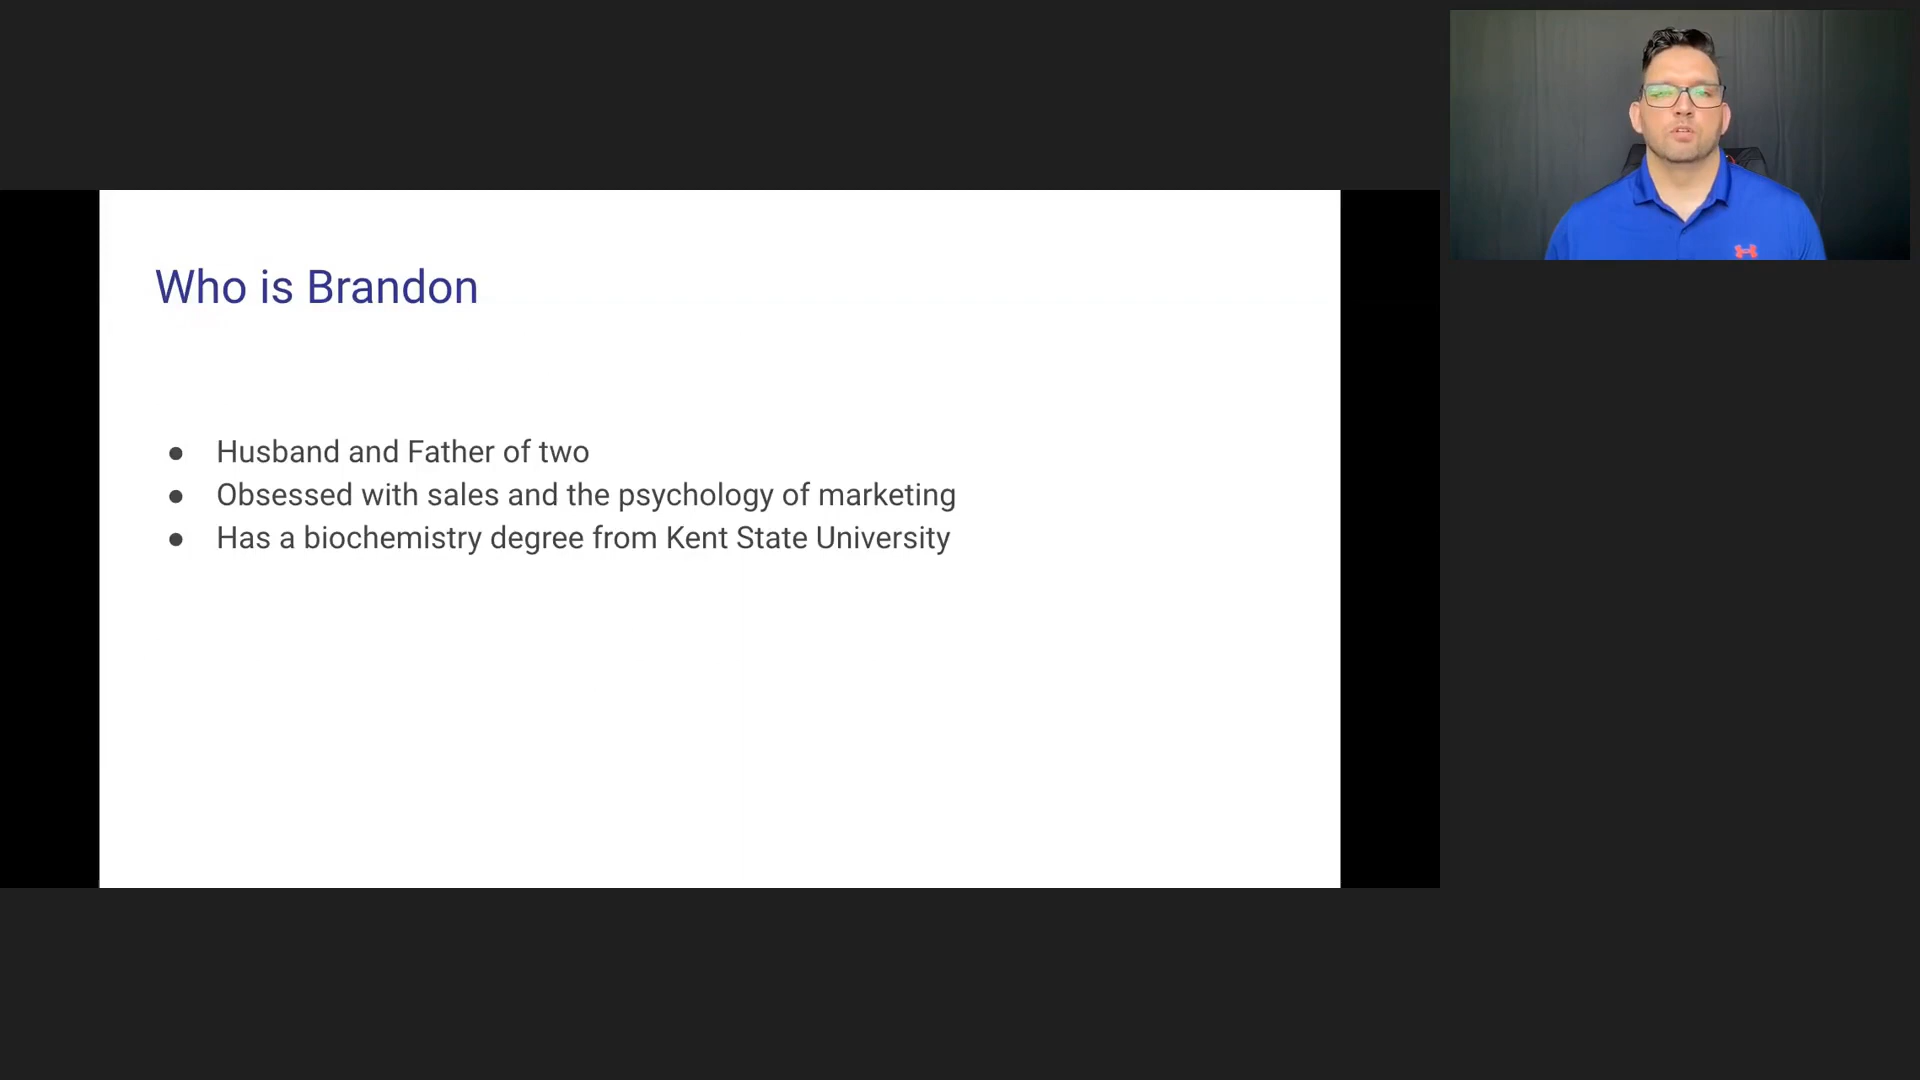 Who is Brandon
● Husband and Father of two
● Obsessed with sales and the psychology of marketing
● Has a biochemistry degree from Kent State University